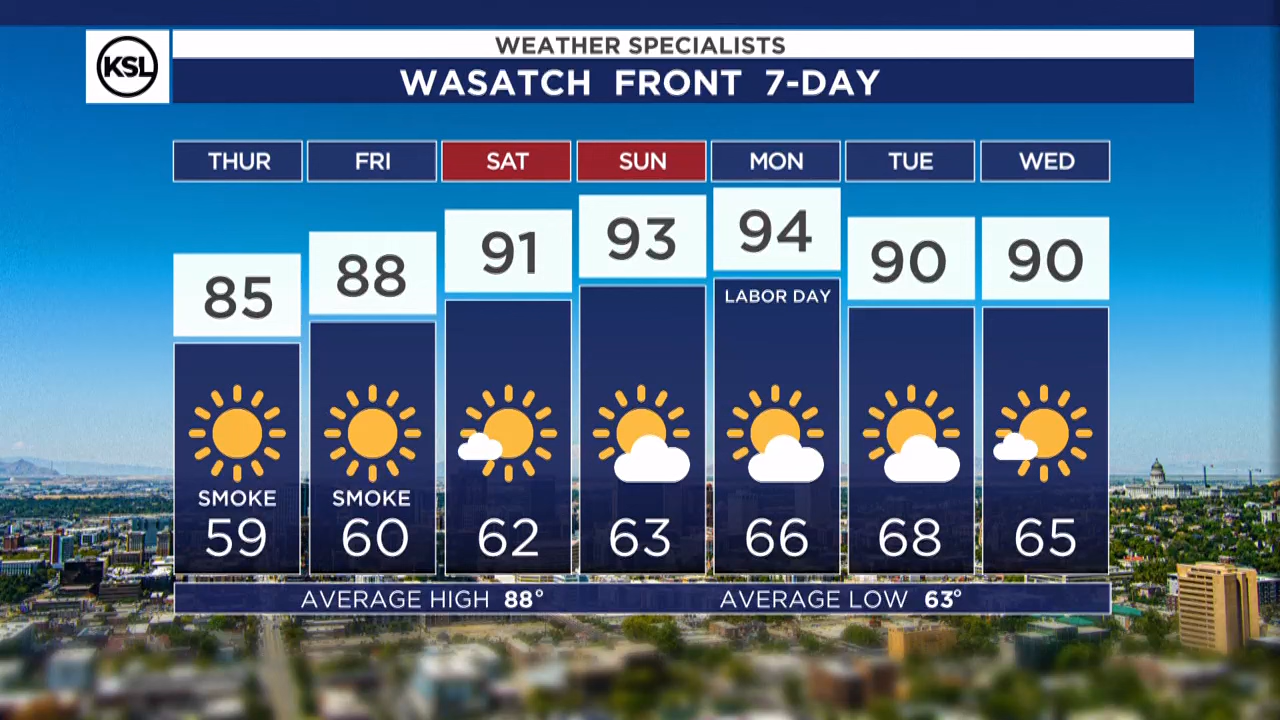 KSL
WEATHER SPECIALISTS
WASATCH FRONT 7-DAY
THUR FRI SAT SUN MON TUE WED
85 88 91 93 94 90 90
LABOR DAY
SMOKE SMOKE
59 60 62 63 66 68 65
AVERAGE HIGH 88° AVERAGE LOW 63°